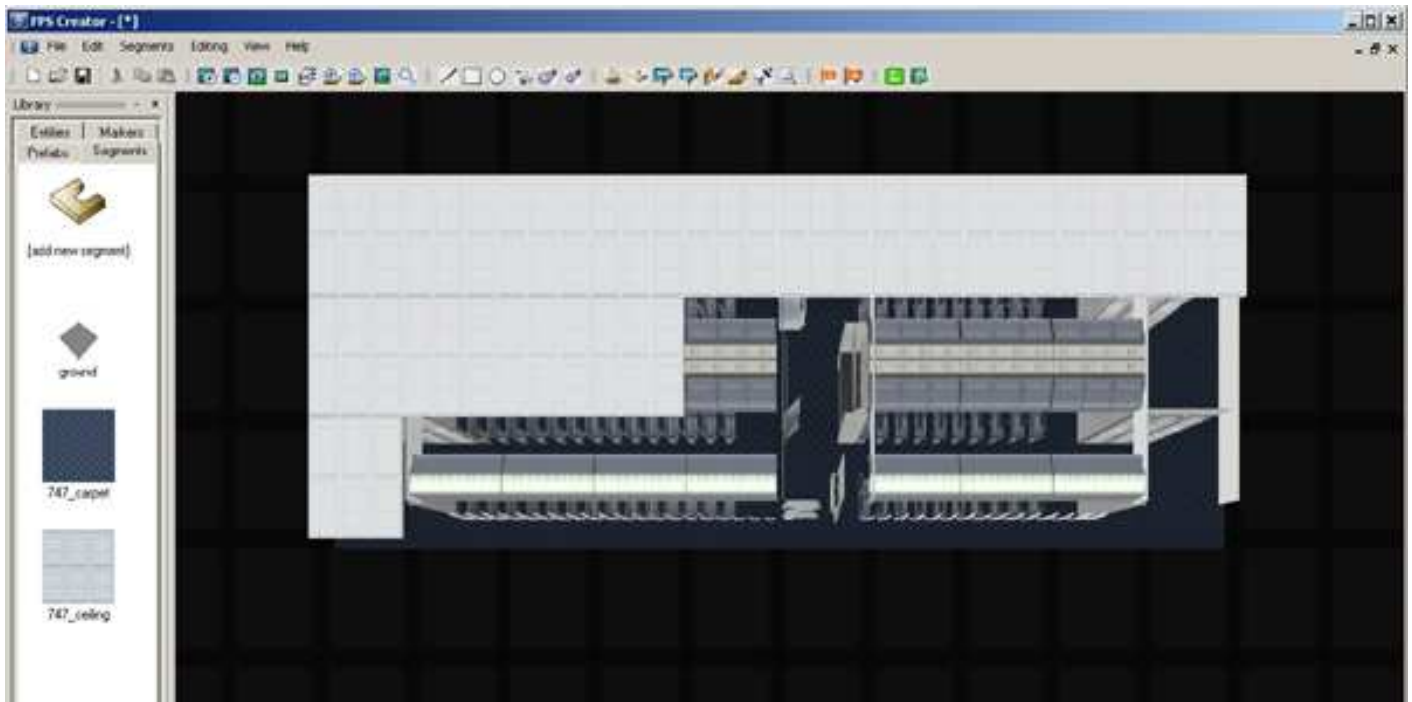 FPS Creator - [*]
File Edit Segments Editing View Help
Library
Entities Markers
Prefabs Segments
[add new segment]
ground
747_carpet
747_ceiling